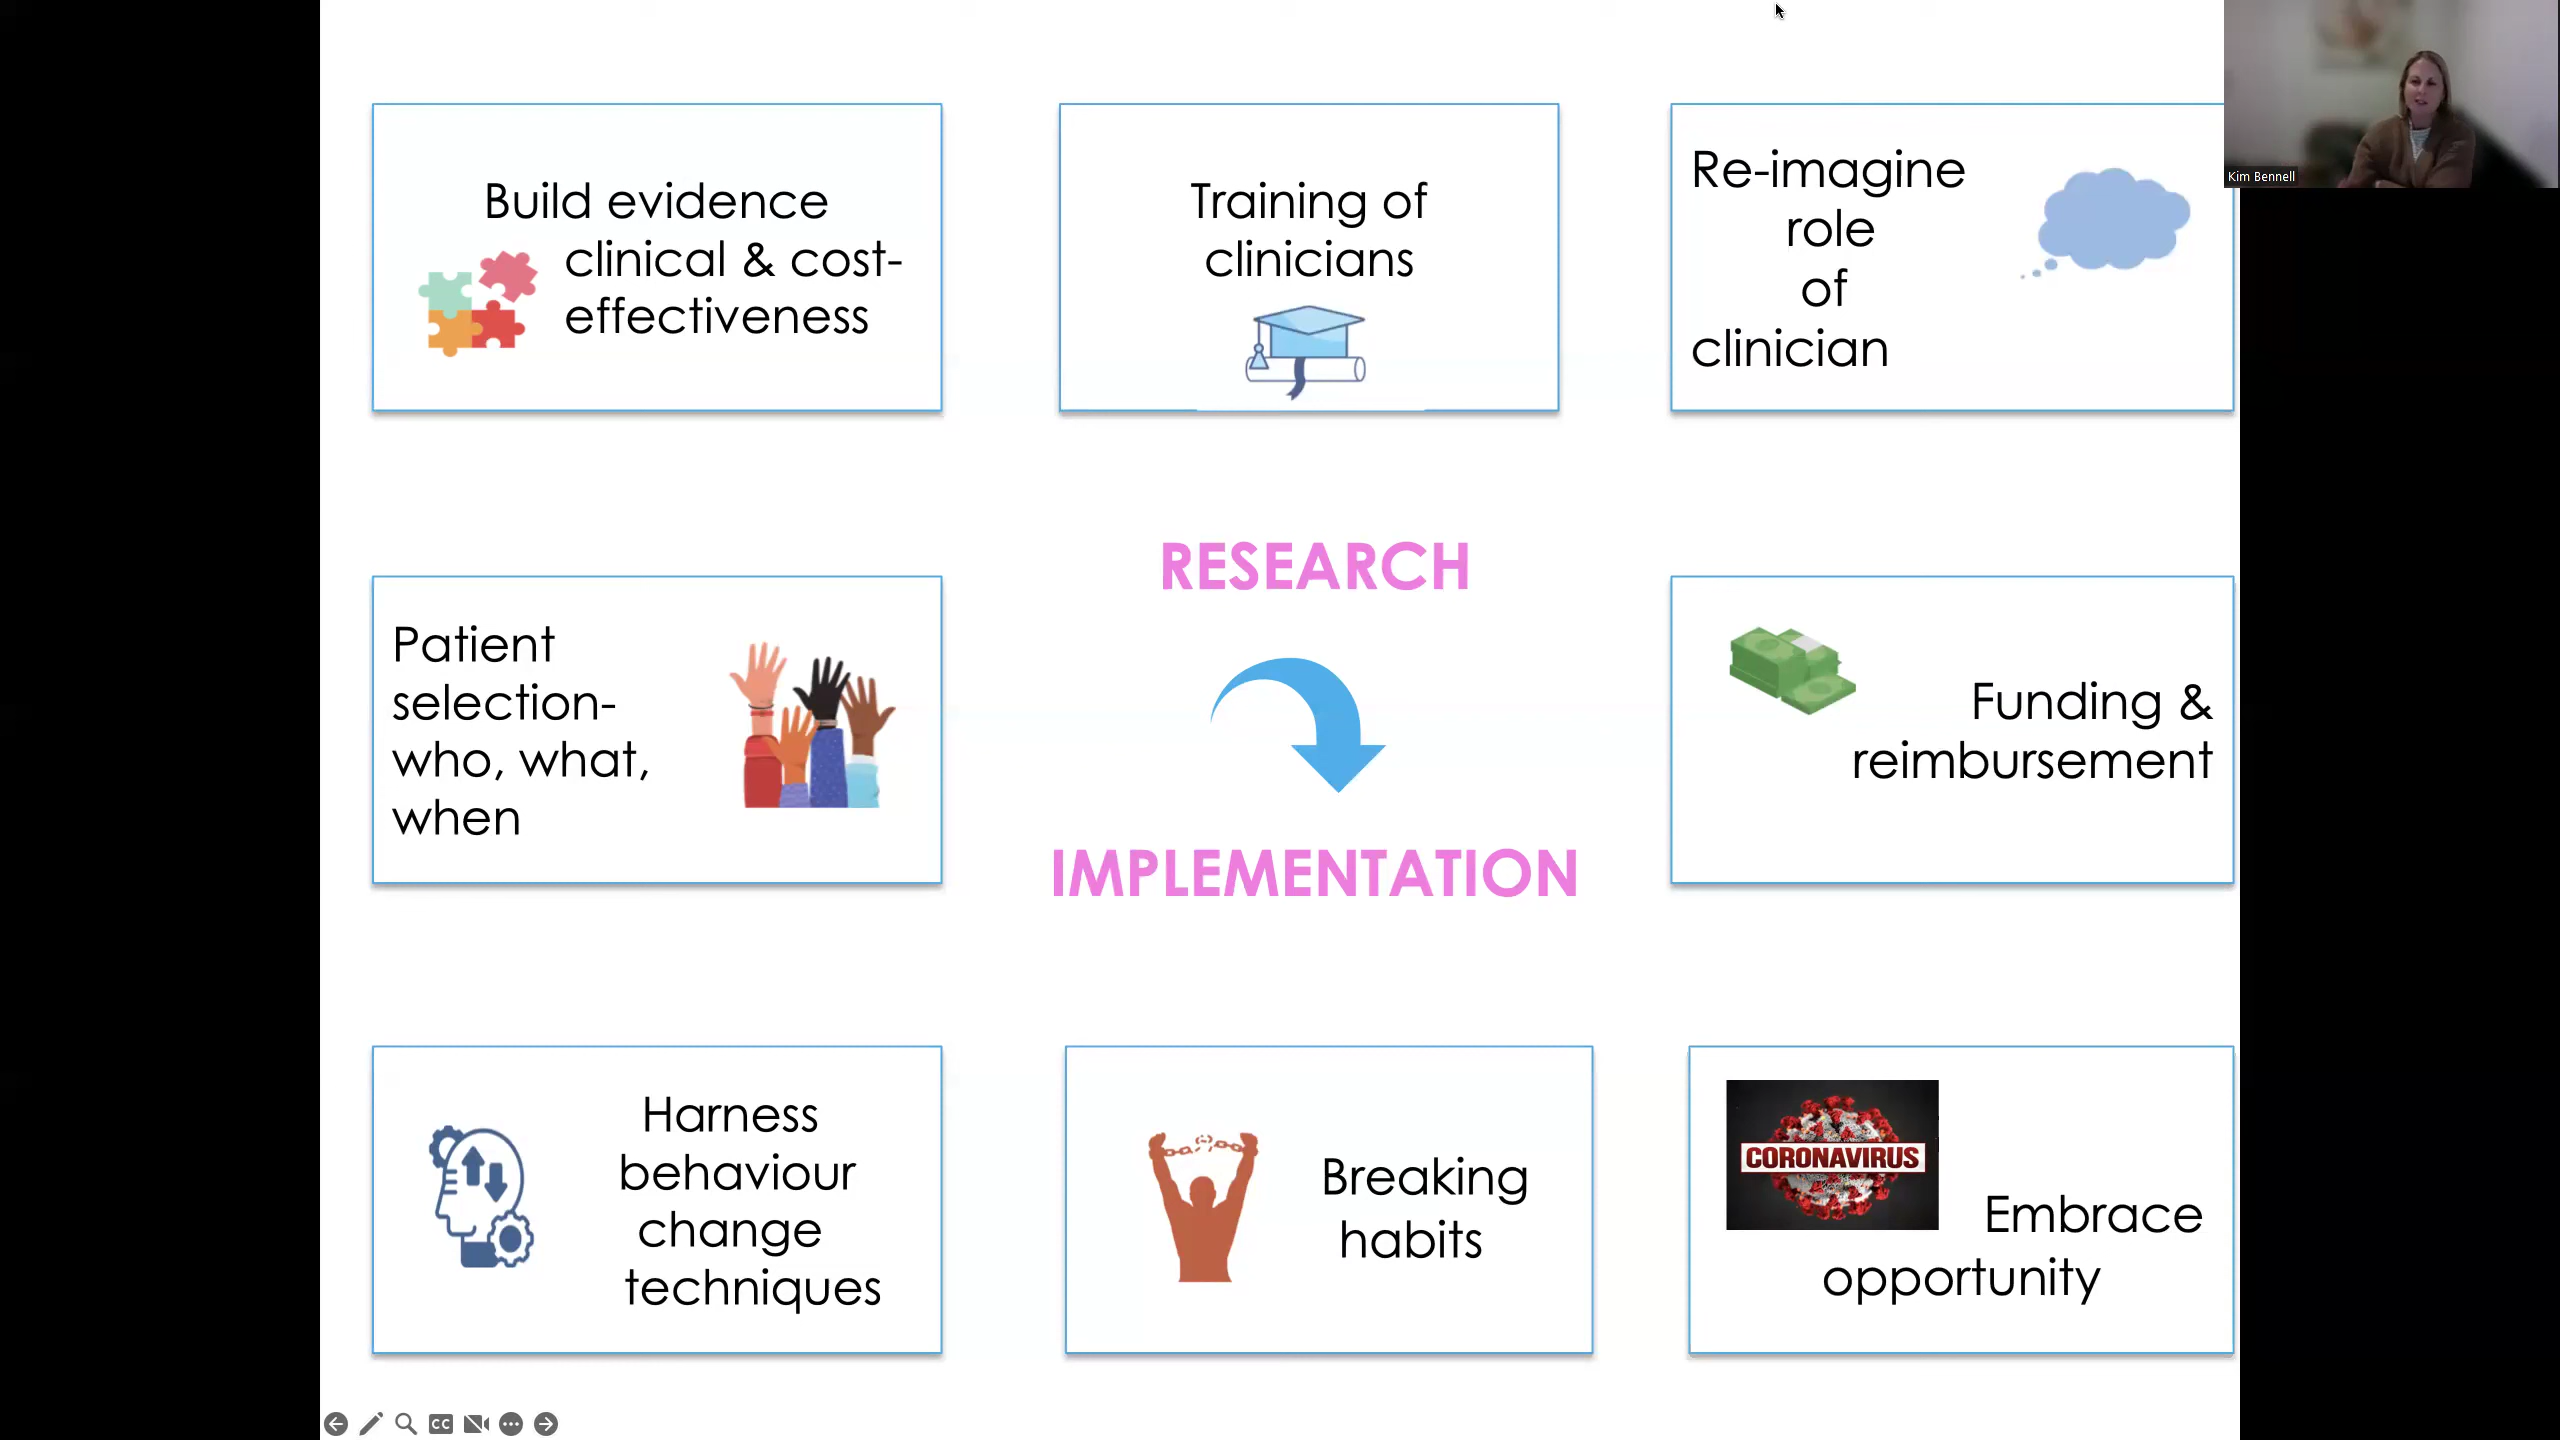 Build evidence
clinical & cost-
effectiveness
Training of
clinicians
Re-imagine
role
of
clinician
Kim Bennell
Patient
selection-
who, what,
when
RESEARCH
IMPLEMENTATION
Funding &
reimbursement
Harness
behaviour
change
techniques
Breaking
habits
CORONAVIRUS
Embrace
opportunity
CC